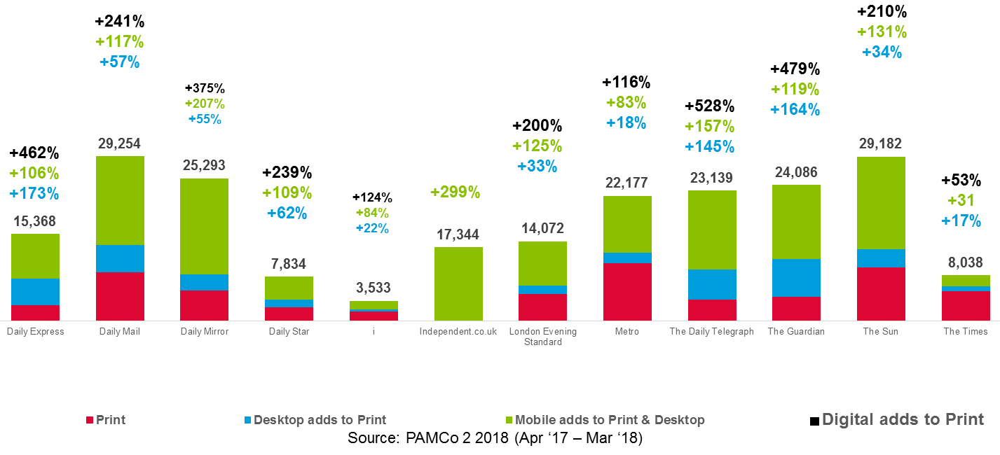 +241%
+117%
+57%
+210%
+131%
+34%
+375%
+207%
+55%
+116%
+83%
+18%
+479%
+119%
+164%
+528%
+157%
+145%
+200%
+125%
+33%
+462%
+106%
+173%
+239%
+109%
+62%
+124%
+84%
+22%
+299%
+53%
+31
+17%
15,368
29,254
25,293
7,834
3,533
17,344
14,072
22,177
23,139
24,086
29,182
8,038
Daily Express
Daily Mail
Daily Mirror
Daily Star
i
Independent.co.uk
London Evening
Standard
Metro
The Daily Telegraph
The Guardian
The Sun
The Times
Print
Desktop adds to Print
Mobile adds to Print & Desktop
Digital adds to Print
Source: PAMCo 2 2018 (Apr ‘17 – Mar ‘18)